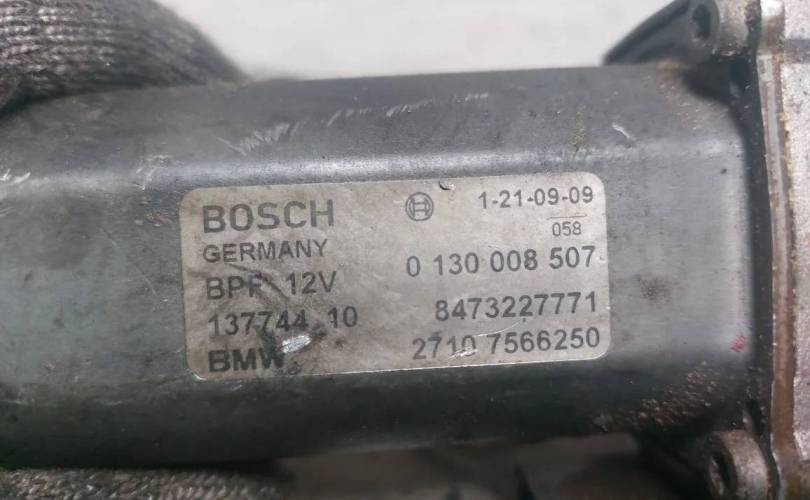 BOSCH 1-21-09-09
GERMANY 058
BPF 12V 0 130 008 507
137744 10 8473227771
BMW 2710 7566250